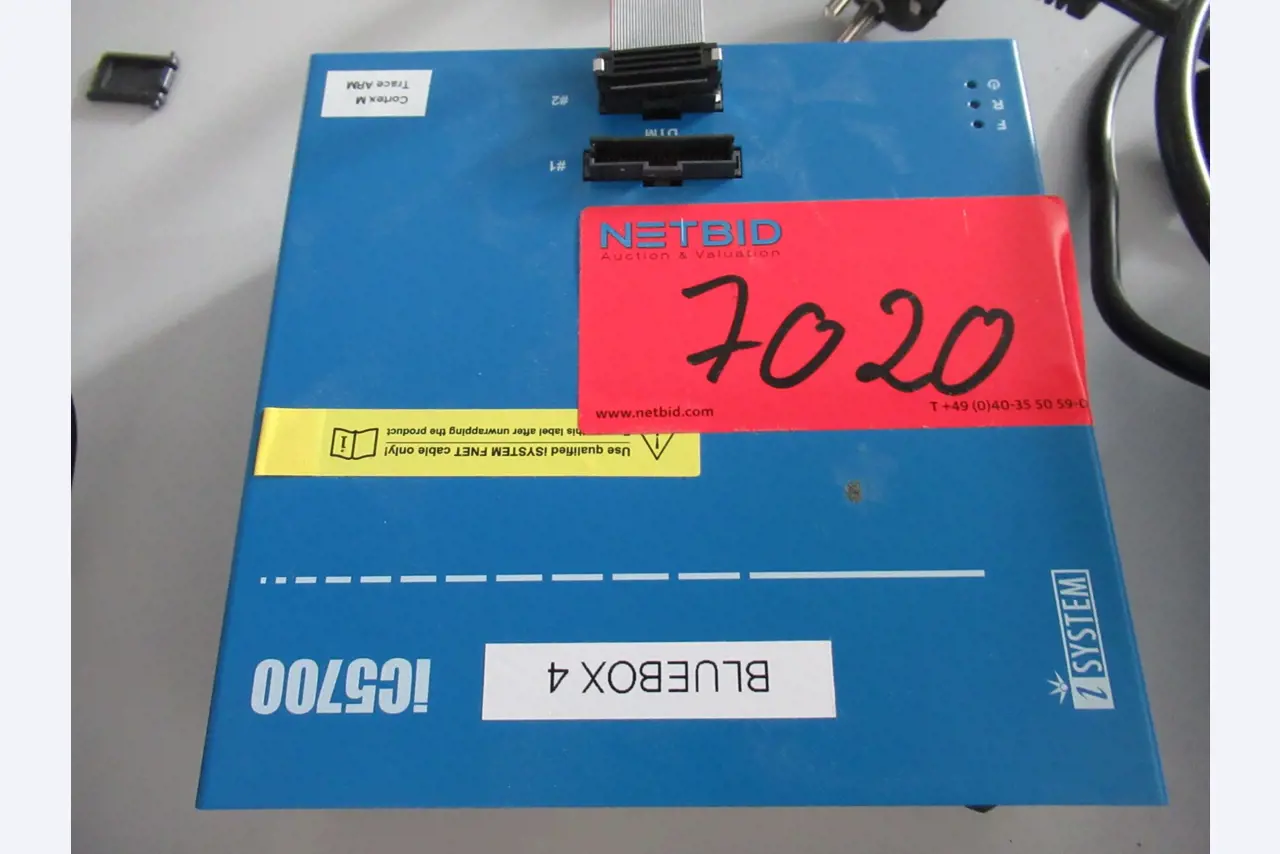 Cortex M
Trace ARM
#2
DTM
#1
NETBID
Auction & Valuation
7020
www.netbid.com
T +49 (0)40-35 50 59-0
Use qualified iSYSTEM FNET cable only!
this label after unwrapping the product
iC5700
BLUEBOX 4
iSYSTEM
R
F